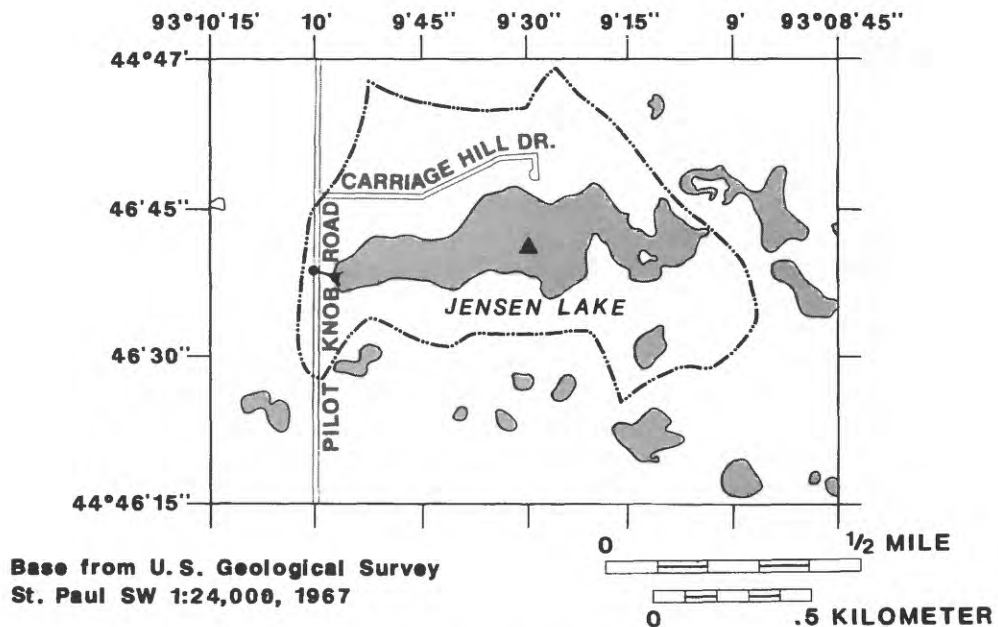 93°10'15" 10' 9'45" 9'30" 9'15" 9' 93°08'45"
44°47'
CARRIAGE HILL DR.
46'45"
PILOT KNOB ROAD
JENSEN LAKE
46'30"
44°46'15"
0 1/2 MILE
Base from U.S. Geological Survey
St. Paul SW 1:24,000, 1967
0 .5 KILOMETER